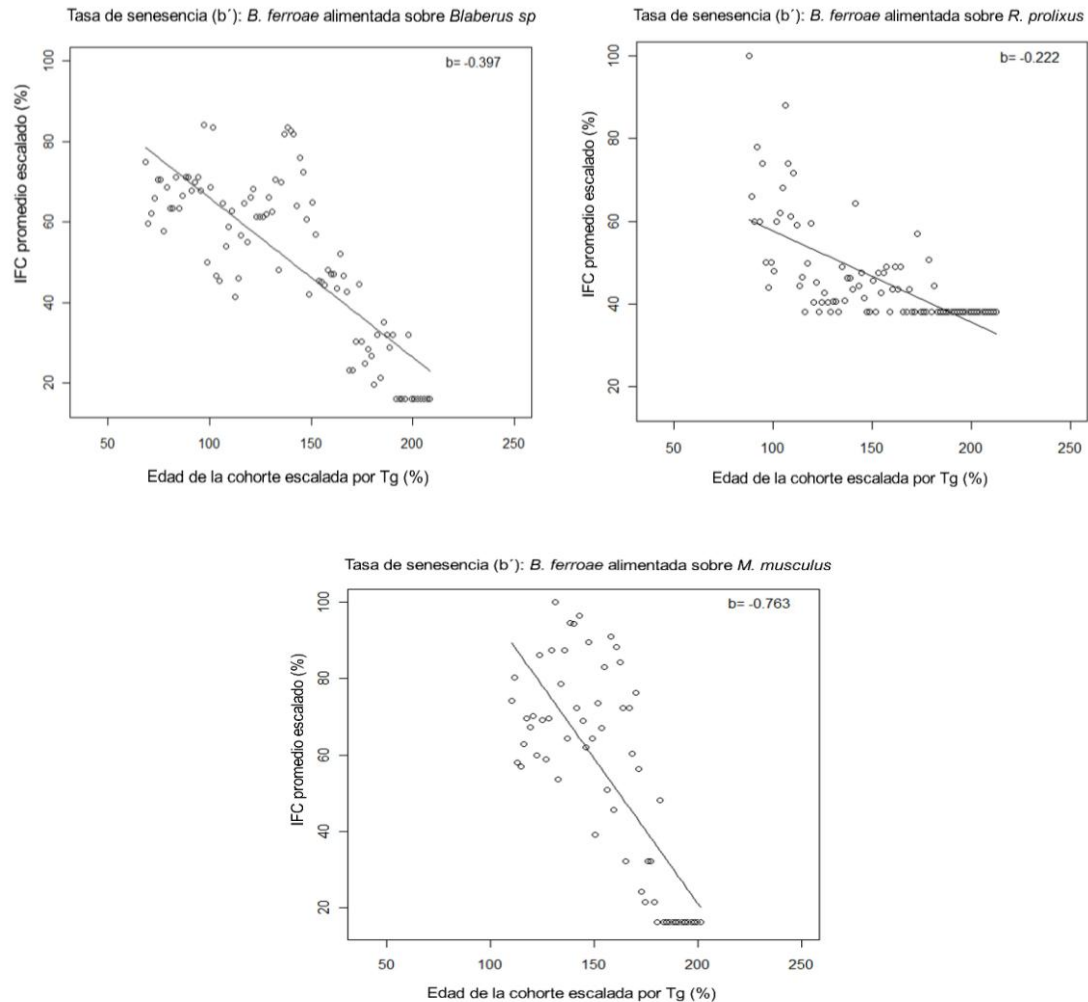 Tasa de senesencia (b´): B. ferroae alimentada sobre Blaberus sp
b= -0.397
IFC promedio escalado (%)
100
80
60
40
20
50 100 150 200 250
Edad de la cohorte escalada por Tg (%)
Tasa de senesencia (b´): B. ferroae alimentada sobre R. prolixus
b= -0.222
IFC promedio escalado (%)
100
80
60
40
20
50 100 150 200 250
Edad de la cohorte escalada por Tg (%)
Tasa de senesencia (b´): B. ferroae alimentada sobre M. musculus
b= -0.763
IFC promedio escalado (%)
100
80
60
40
20
50 100 150 200 250
Edad de la cohorte escalada por Tg (%)